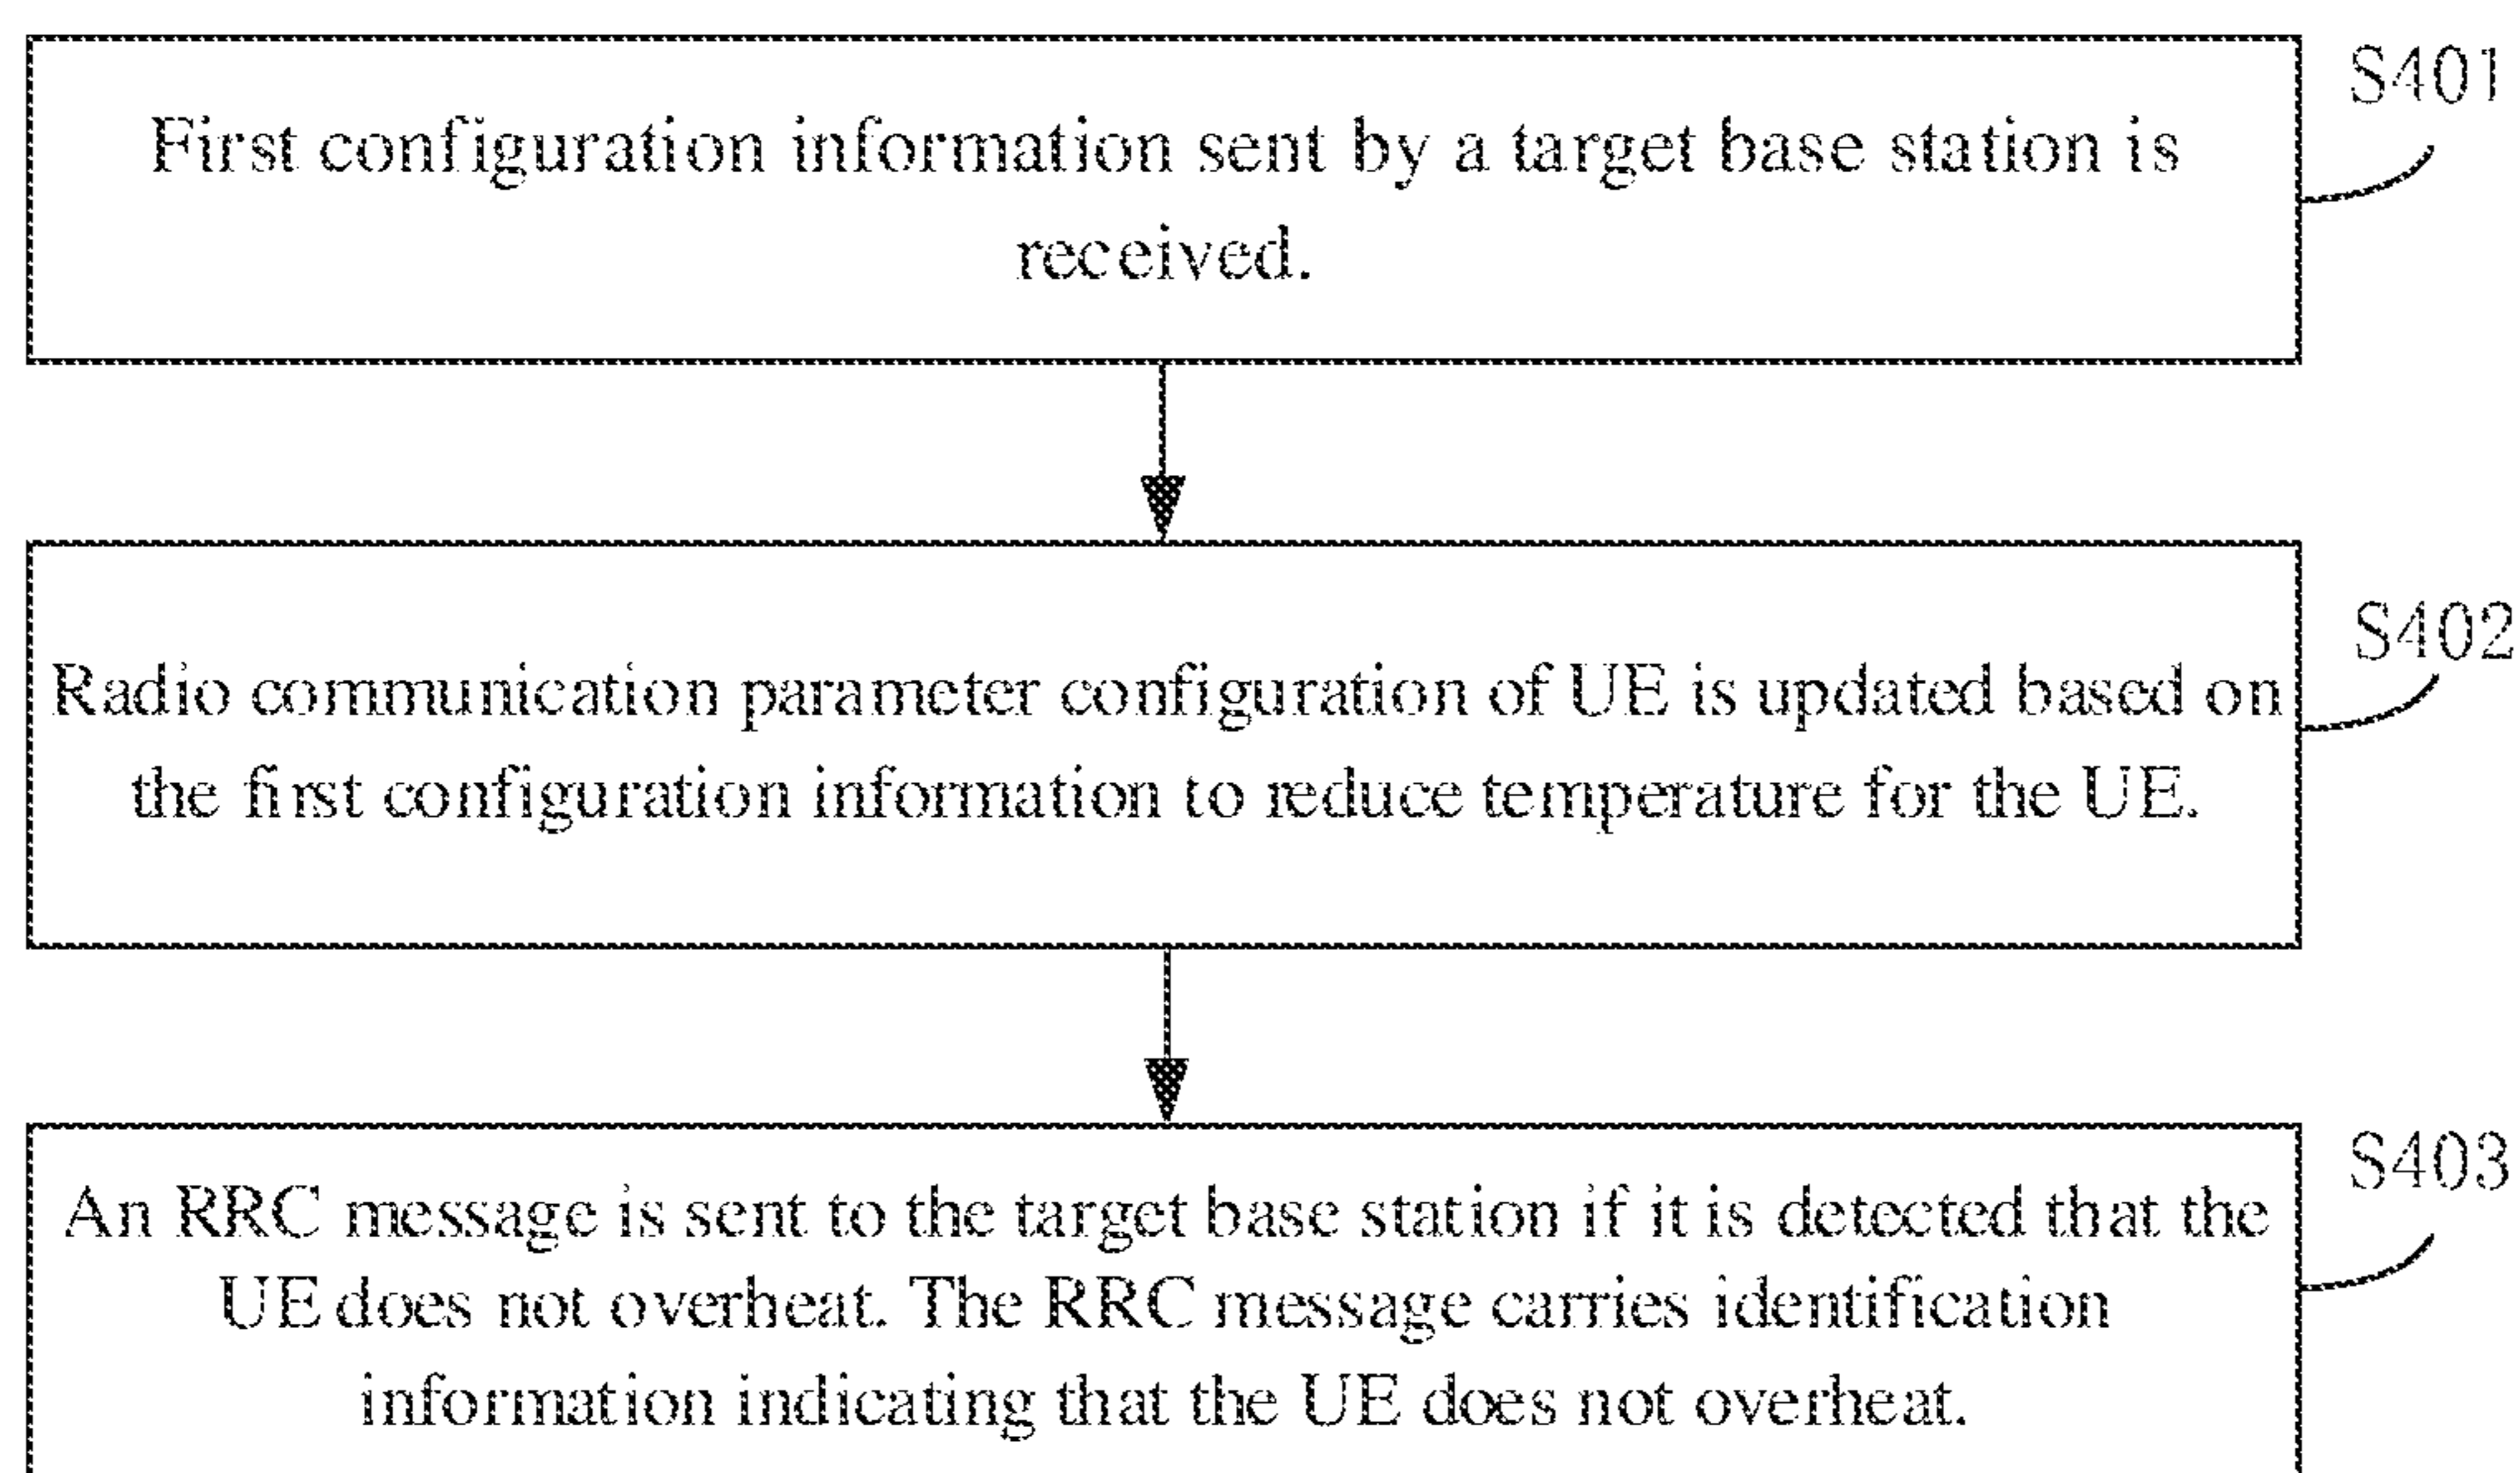 S401
First configuration information sent by a target base station is
received.
S402
Radio communication parameter configuration of UE is updated based on
the first configuration information to reduce temperature for the UE.
S403
An RRC message is sent to the target base station if it is detected that the
UE does not overheat. The RRC message carries identification
information indicating that the UE does not overheat.